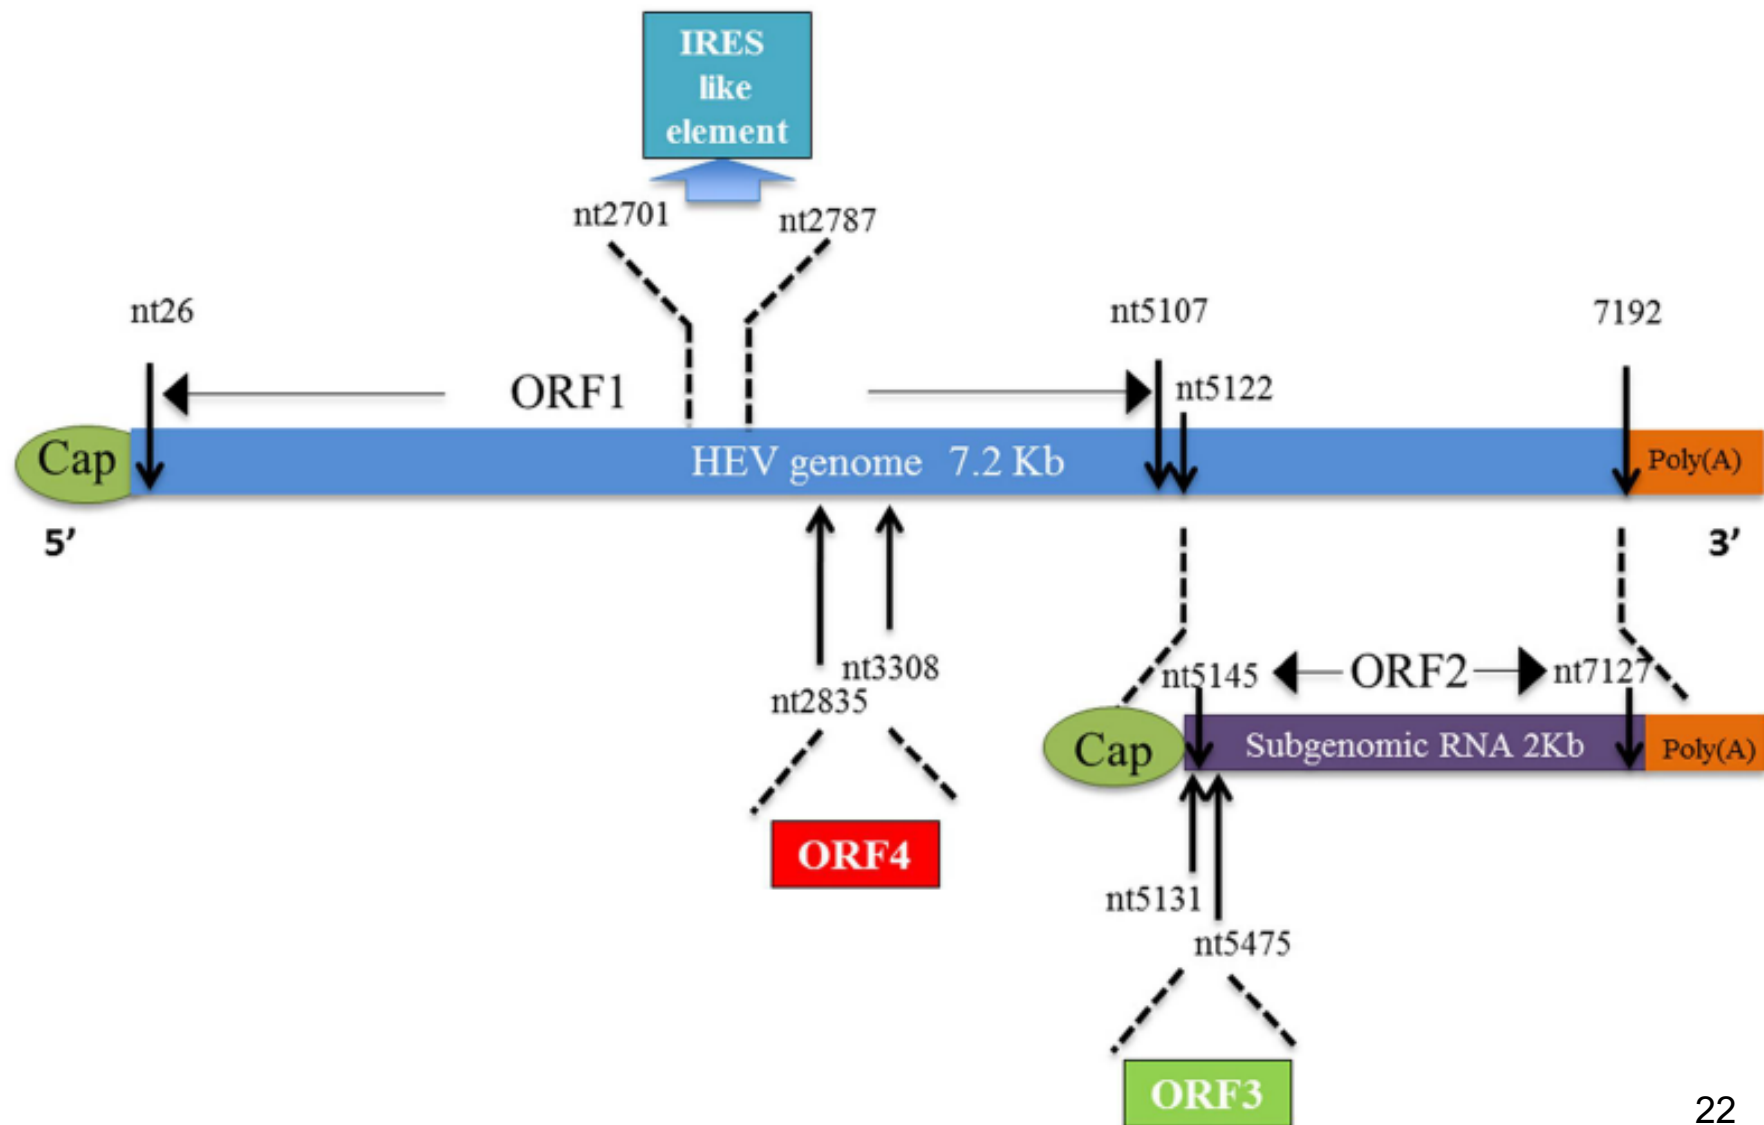 IRES
like
element
nt2701
nt2787
nt26
nt5107
7192
ORF1
nt5122
Cap
HEV genome 7.2 Kb
Poly(A)
5’
3’
nt3308
nt2835
nt5145
ORF2
nt7127
Cap
Subgenomic RNA 2Kb
Poly(A)
ORF4
nt5131
nt5475
ORF3
22